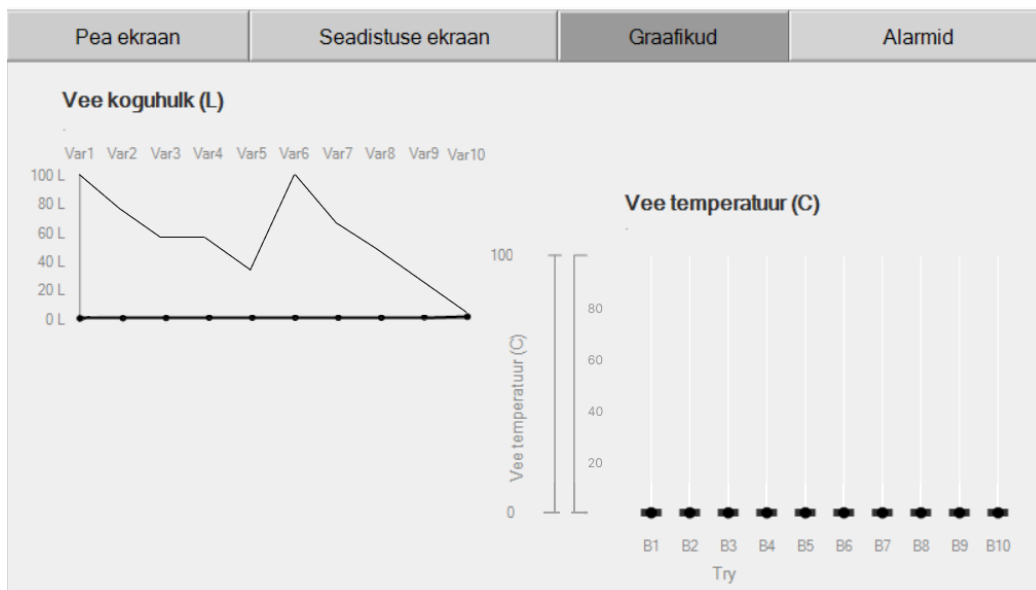 Pea ekraan Seadistuse ekraan Graafikud Alarmid
Vee koguhulk (L)
Var1 Var2 Var3 Var4 Var5 Var6 Var7 Var8 Var9 Var10
100 L
80 L
60 L
40 L
20 L
0 L
Vee temperatuur (C)
100
80
60
40
20
0
Vee temperatuur (C)
B1 B2 B3 B4 B5 B6 B7 B8 B9 B10
Try